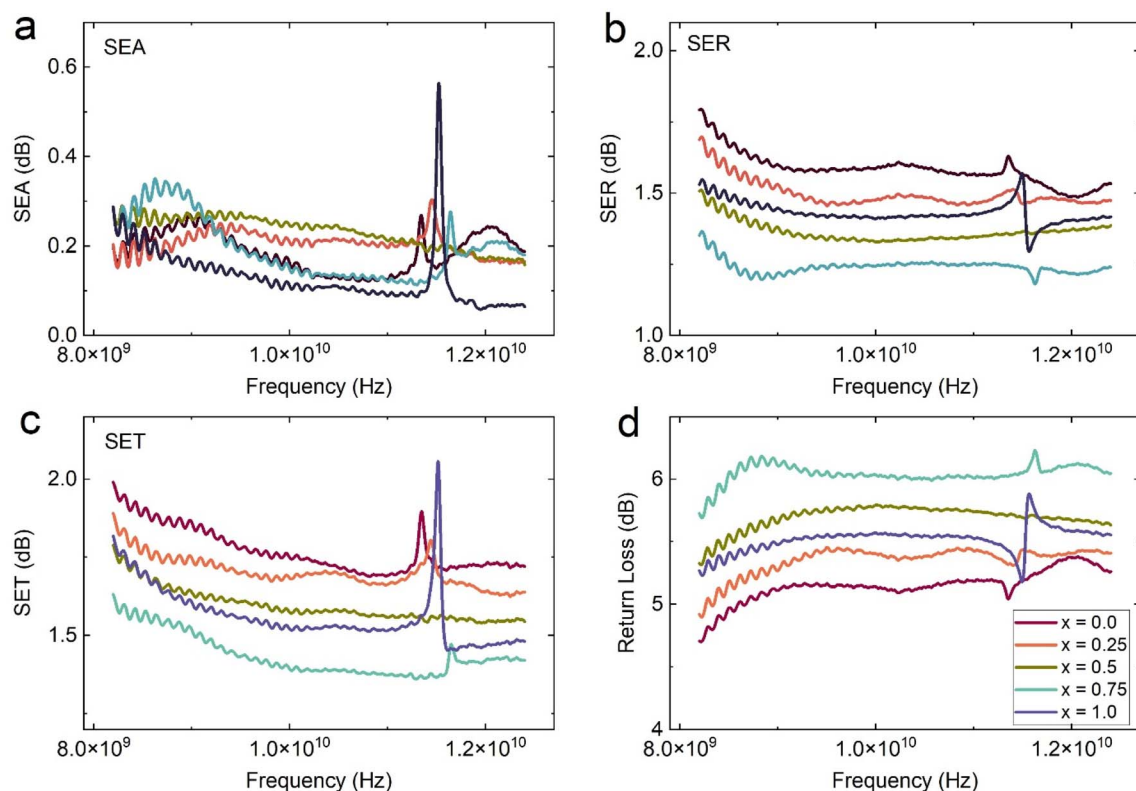 a
SEA
SEA (dB)
0.6
0.4
0.2
0.0
8.0×10⁹
1.0×10¹⁰
1.2×10¹⁰
Frequency (Hz)
b
SER
SER (dB)
2.0
1.5
1.0
8.0×10⁹
1.0×10¹⁰
1.2×10¹⁰
Frequency (Hz)
c
SET
SET (dB)
2.0
1.5
8.0×10⁹
1.0×10¹⁰
1.2×10¹⁰
Frequency (Hz)
d
Return Loss (dB)
6
5
4
x = 0.0
x = 0.25
x = 0.5
x = 0.75
x = 1.0
8.0×10⁹
1.0×10¹⁰
1.2×10¹⁰
Frequency (Hz)